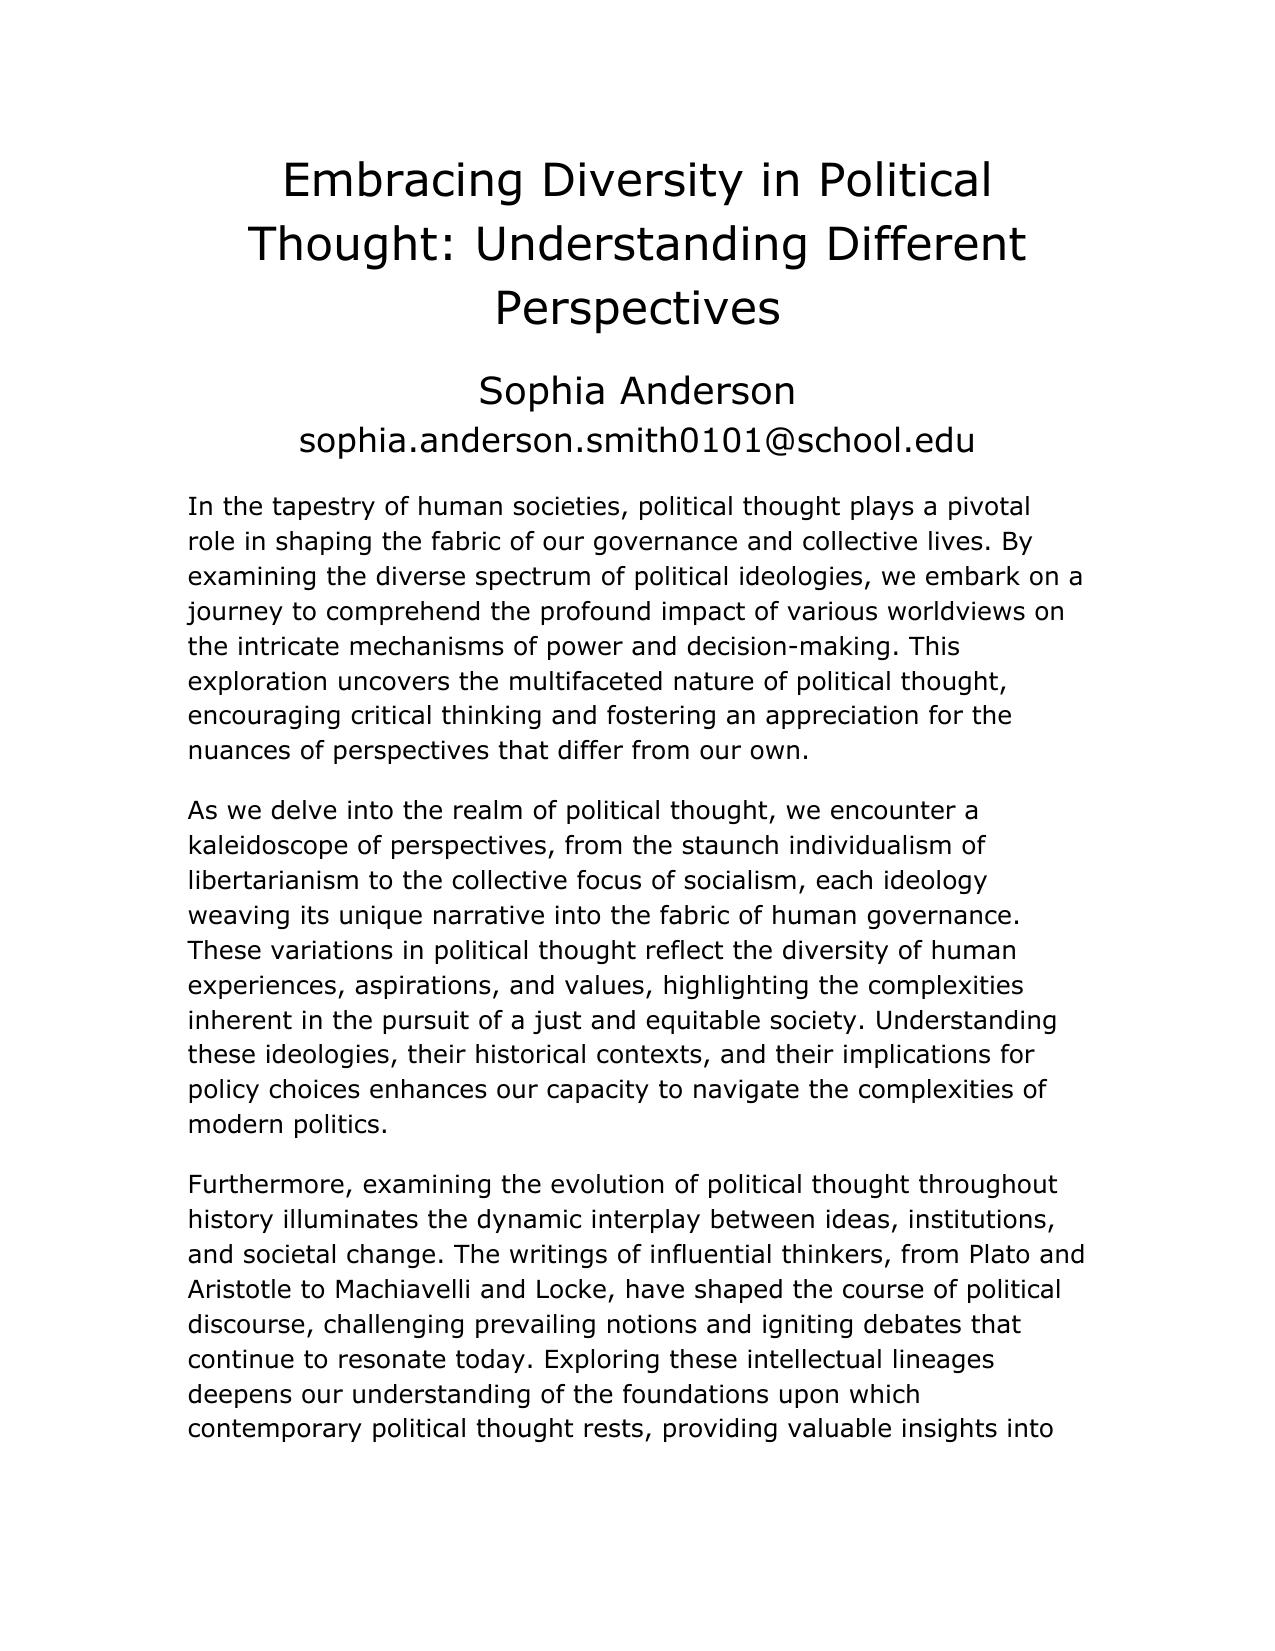 Embracing Diversity in Political
Thought: Understanding Different
Perspectives
Sophia Anderson
sophia.anderson.smith0101@school.edu
In the tapestry of human societies, political thought plays a pivotal
role in shaping the fabric of our governance and collective lives. By
examining the diverse spectrum of political ideologies, we embark on a
journey to comprehend the profound impact of various worldviews on
the intricate mechanisms of power and decision-making. This
exploration uncovers the multifaceted nature of political thought,
encouraging critical thinking and fostering an appreciation for the
nuances of perspectives that differ from our own.
As we delve into the realm of political thought, we encounter a
kaleidoscope of perspectives, from the staunch individualism of
libertarianism to the collective focus of socialism, each ideology
weaving its unique narrative into the fabric of human governance.
These variations in political thought reflect the diversity of human
experiences, aspirations, and values, highlighting the complexities
inherent in the pursuit of a just and equitable society. Understanding
these ideologies, their historical contexts, and their implications for
policy choices enhances our capacity to navigate the complexities of
modern politics.
Furthermore, examining the evolution of political thought throughout
history illuminates the dynamic interplay between ideas, institutions,
and societal change. The writings of influential thinkers, from Plato and
Aristotle to Machiavelli and Locke, have shaped the course of political
discourse, challenging prevailing notions and igniting debates that
continue to resonate today. Exploring these intellectual lineages
deepens our understanding of the foundations upon which
contemporary political thought rests, providing valuable insights into